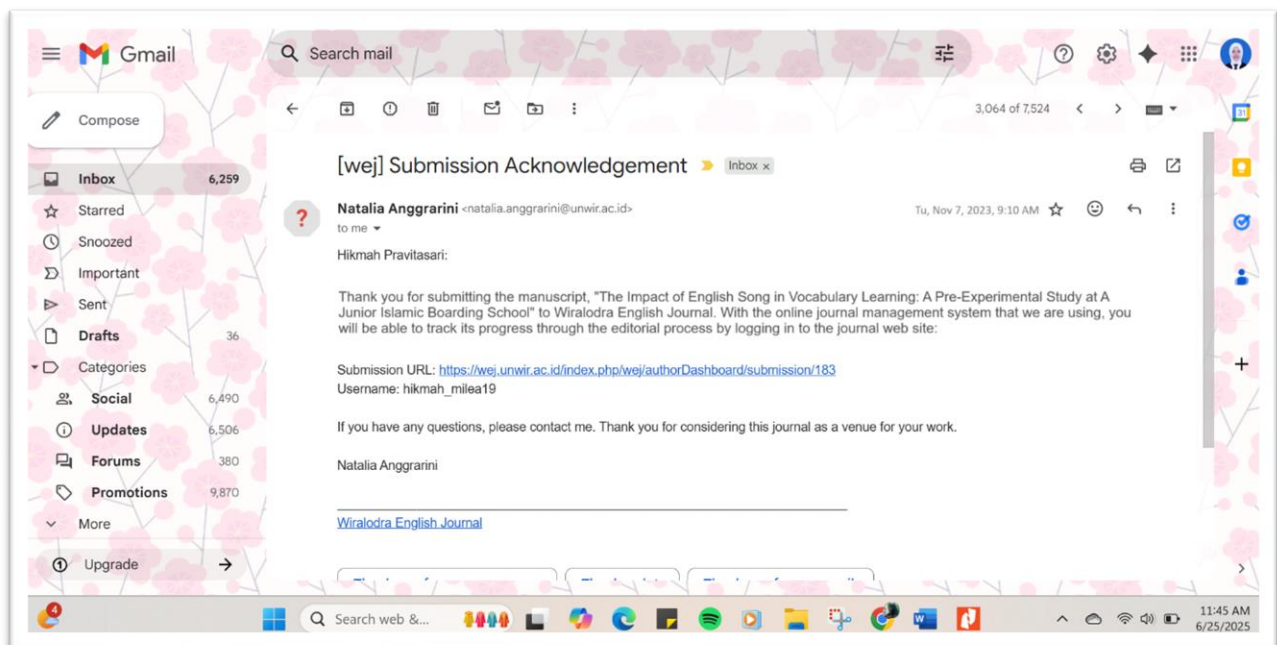 Gmail
Search mail
Compose
3,064 of 7,524
31
[wej] Submission Acknowledgement
Inbox ×
Inbox 6,259
Starred
Snoozed
Important
Sent
Drafts 36
Categories
Social 6,490
Updates 6,506
Forums 380
Promotions 9,870
More
Upgrade
?
Natalia Anggrarini <natalia.anggrarini@unwir.ac.id>
Tu, Nov 7, 2023, 9:10 AM
to me
Hikmah Pravitasari:
Thank you for submitting the manuscript, "The Impact of English Song in Vocabulary Learning: A Pre-Experimental Study at A
Junior Islamic Boarding School" to Wiralodra English Journal. With the online journal management system that we are using, you
will be able to track its progress through the editorial process by logging in to the journal web site:
Submission URL: https://wej.unwir.ac.id/index.php/wej/authorDashboard/submission/183
Username: hikmah_milea19
If you have any questions, please contact me. Thank you for considering this journal as a venue for your work.
Natalia Anggrarini
Wiralodra English Journal
4
Search web &...
11:45 AM
6/25/2025